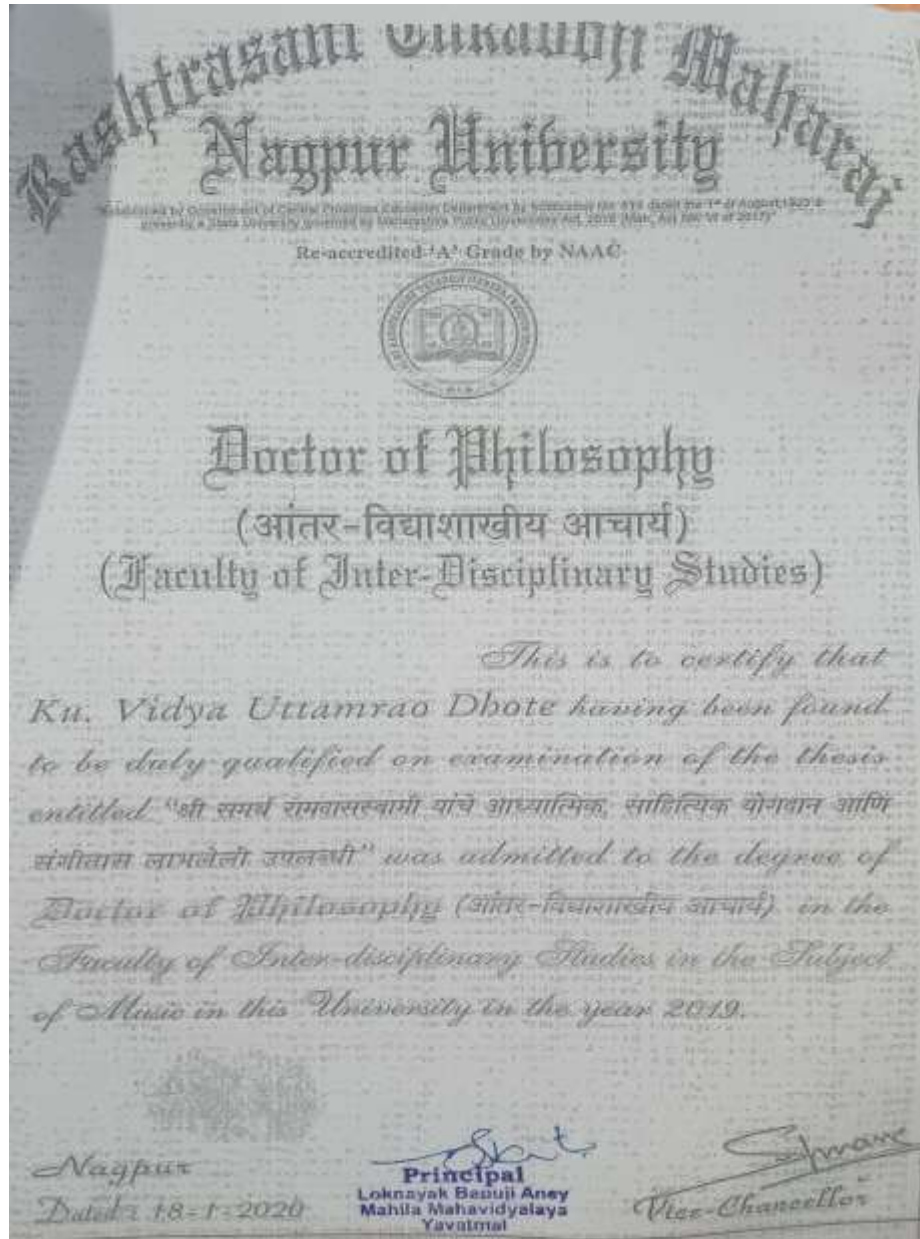 Rashtrasant Tukadoji Maharaj
Nagpur University
Re-accredited 'A' Grade by NAAC
Doctor of Philosophy
(आंतर-विद्याशाखीय आचार्य)
(Faculty of Inter-Disciplinary Studies)
This is to certify that
Ku. Vidya Uttamrao Dhote having been found
to be duly qualified on examination of the thesis
entitled "श्री समर्थ रामदासस्वामी यांचे आध्यात्मिक, साहित्यिक योगदान आणि
संगीतास लाभलेली उपलब्धी" was admitted to the degree of
Doctor of Philosophy (आंतर-विद्याशाखीय आचार्य) in the
Faculty of Inter-disciplinary Studies in the Subject
of Music in this University in the year 2019.
Nagpur
Dated : 18-1-2020
Principal
Loknayak Bapuji Aney
Mahila Mahavidyalaya
Yavatmal
Vice-Chancellor